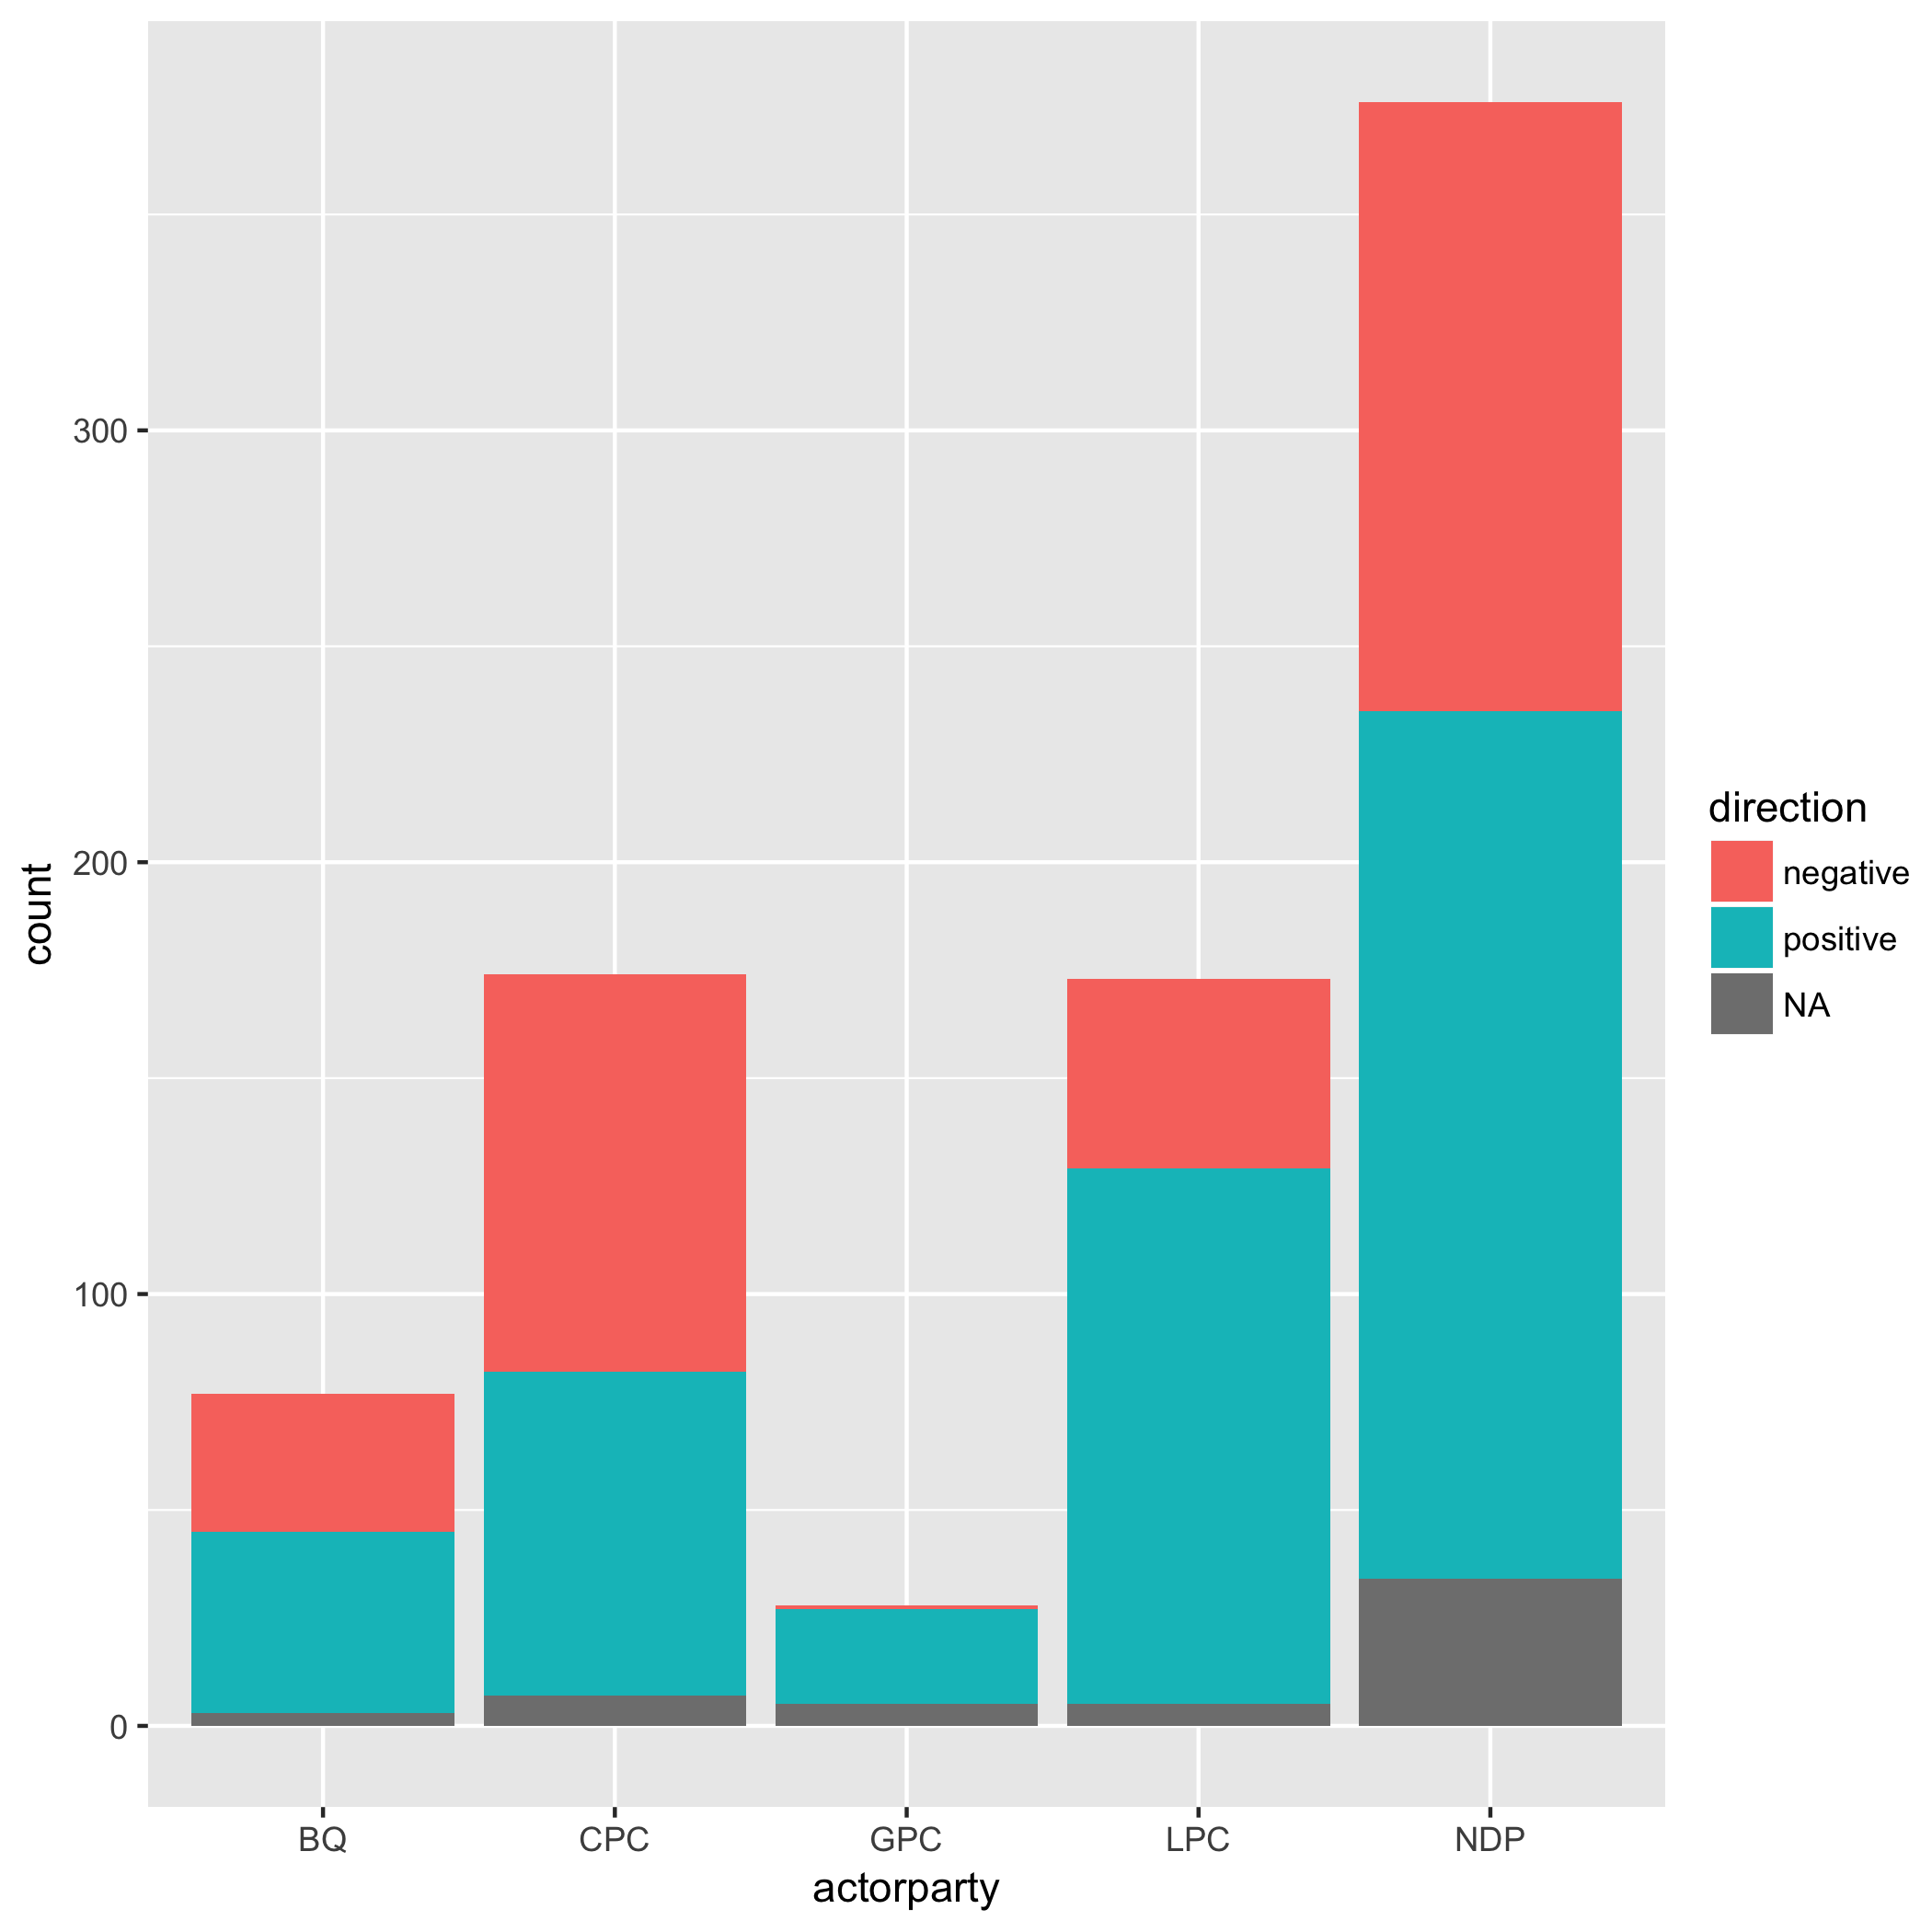 count
300
200
100
0
BQ CPC GPC LPC NDP
actorparty
direction
negative
positive
NA